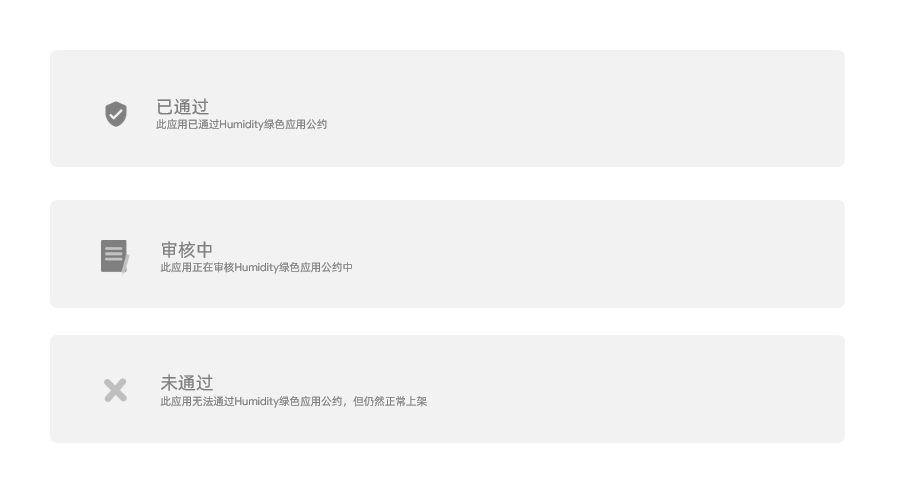 已通过
此应用已通过Humidity绿色应用公约
审核中
此应用正在审核Humidity绿色应用公约中
未通过
此应用无法通过Humidity绿色应用公约，但仍然正常上架